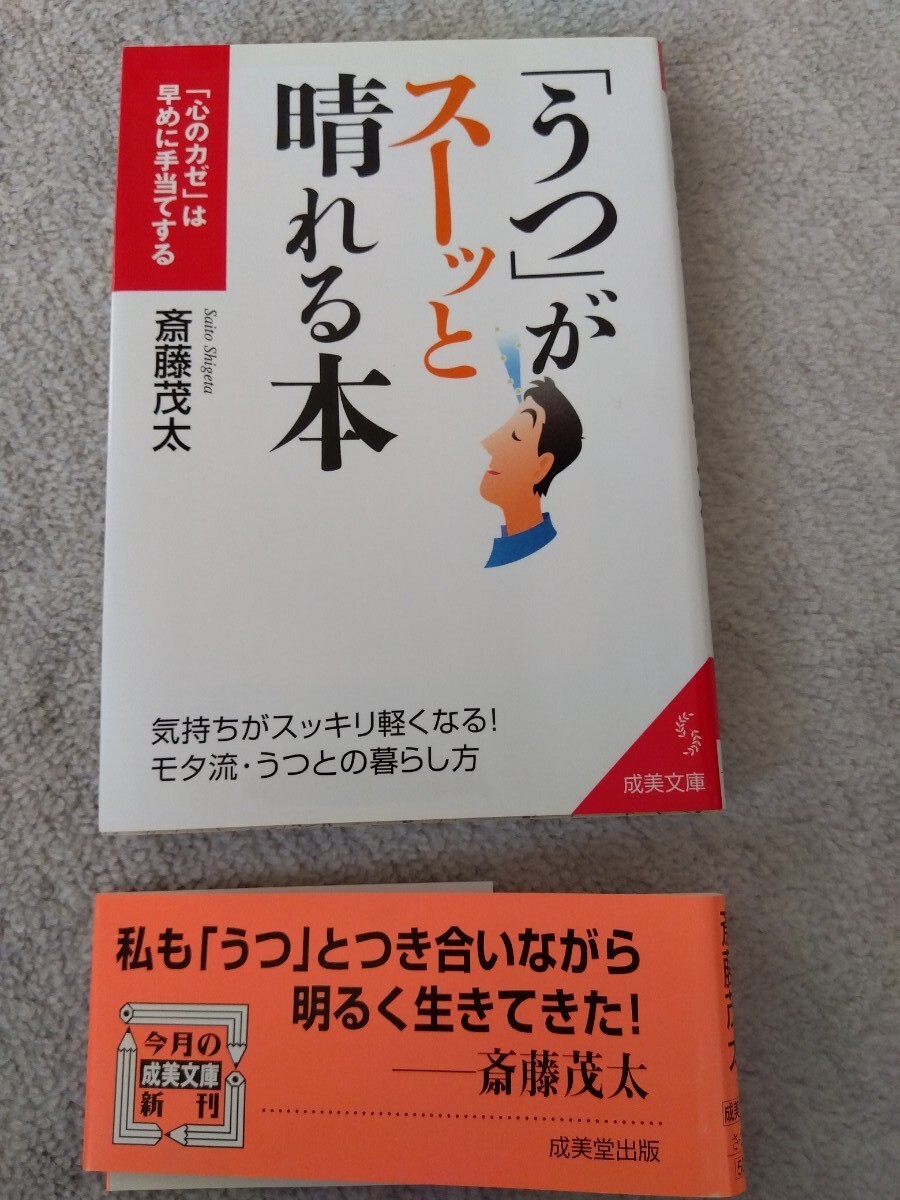 「うつ」が
スーッと
晴れる本
「心のカゼ」は
早めに手当てする
Saito Shigeta
斎藤茂太
気持ちがスッキリ軽くなる!
モタ流・うつとの暮らし方
成美文庫
私も「うつ」とつき合いながら
明るく生きてきた!
──斎藤茂太
今月の
成美文庫
新刊
成美堂出版
斎藤茂太